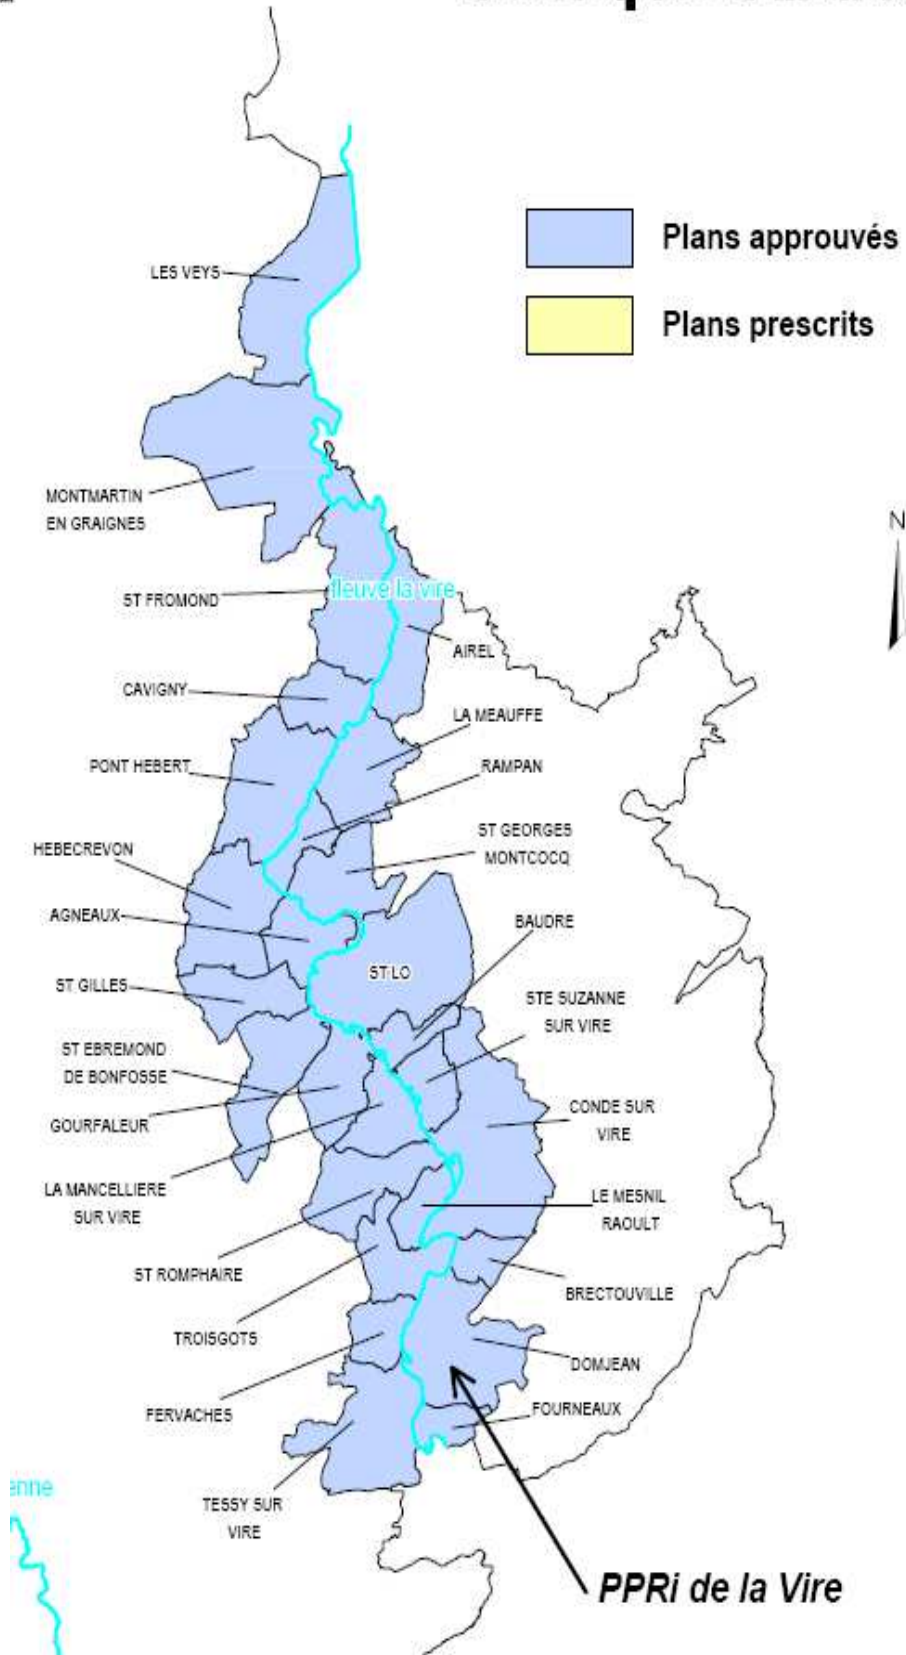 Plans approuvés
Plans prescrits
LES VEYS
MONTMARTIN
EN GRAIGNES
N
ST FROMOND
fleuve la vire
AIREL
CAVIGNY
LA MEAUFFE
PONT HEBERT
RAMPAN
ST GEORGES
MONTCOCQ
HEBECREVON
AGNEAUX
BAUDRE
ST LO
ST GILLES
STE SUZANNE
SUR VIRE
ST EBREMOND
DE BONFOSSE
GOURFALEUR
CONDE SUR
VIRE
LA MANCELLIERE
SUR VIRE
LE MESNIL
RAOULT
ST ROMPHAIRE
BRECTOUVILLE
TROISGOTS
DOMJEAN
FERVACHES
FOURNEAUX
enne
TESSY SUR
VIRE
PPRi de la Vire